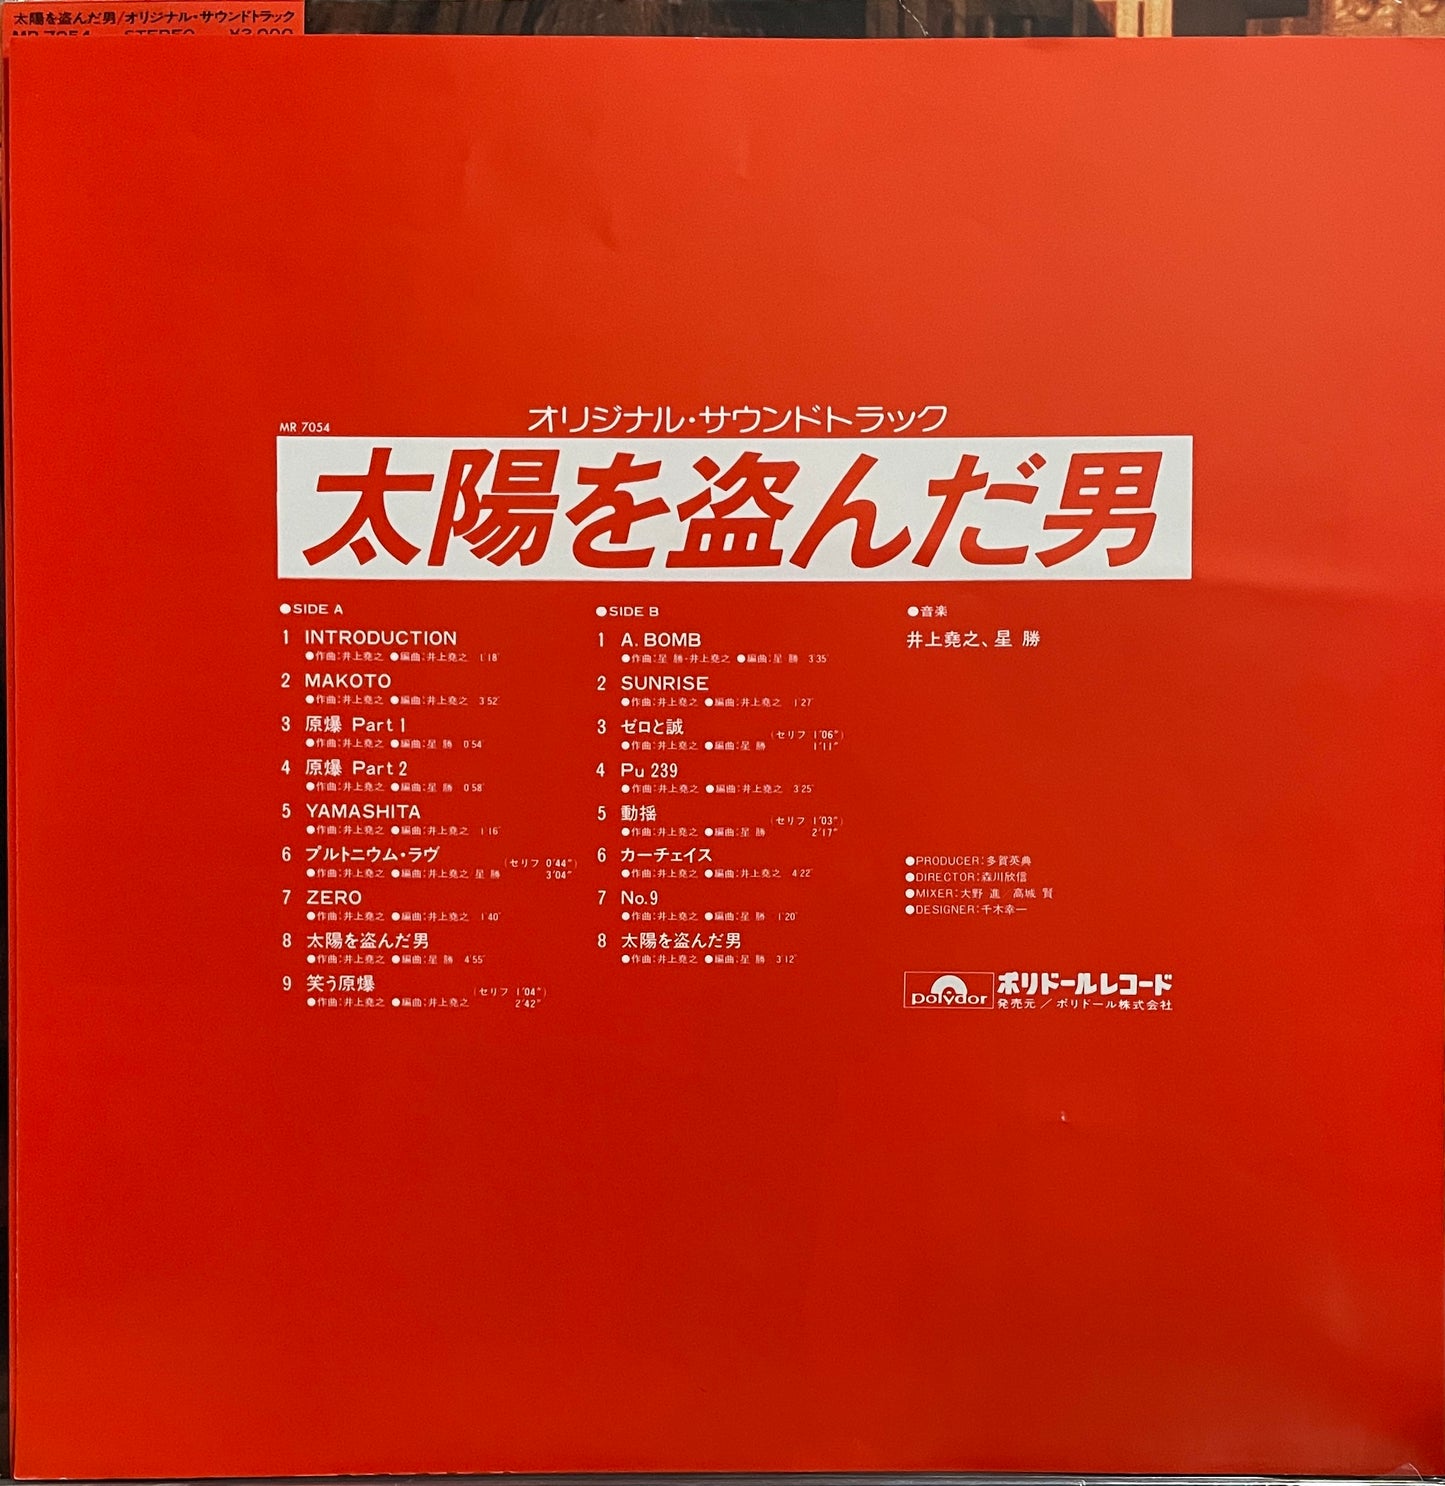 太陽を盗んだ男/オリジナル・サウンドトラック
MR 7054 STEREO ¥3,000
オリジナル・サウンドトラック
MR 7054
太陽を盗んだ男
●SIDE A
1 INTRODUCTION
●作曲:井上堯之 ●編曲:井上堯之 1′18″
2 MAKOTO
●作曲:井上堯之 ●編曲:井上堯之 3′52″
3 原爆 Part 1
●作曲:井上堯之 ●編曲:星 勝 0′54″
4 原爆 Part 2
●作曲:井上堯之 ●編曲:星 勝 0′58″
5 YAMASHITA
●作曲:井上堯之 ●編曲:井上堯之 1′16″
6 プルトニウム・ラヴ (セリフ 0′44″)
●作曲:井上堯之 ●編曲:井上堯之 星 勝 3′04″
7 ZERO
●作曲:井上堯之 ●編曲:井上堯之 1′40″
8 太陽を盗んだ男
●作曲:井上堯之 ●編曲:星 勝 4′55″
9 笑う原爆 (セリフ 1′04″)
●作曲:井上堯之 ●編曲:井上堯之 2′42″
●SIDE B
1 A. BOMB
●作曲:星 勝・井上堯之 ●編曲:星 勝 3′35″
2 SUNRISE
●作曲:井上堯之 ●編曲:井上堯之 1′27″
3 ゼロと誠 (セリフ 1′06″)
●作曲:井上堯之 ●編曲:星 勝 1′11″
4 Pu 239
●作曲:井上堯之 ●編曲:井上堯之 3′25″
5 動揺 (セリフ 1′03″)
●作曲:井上堯之 ●編曲:星 勝 2′17″
6 カーチェイス
●作曲:井上堯之 ●編曲:井上堯之 4′22″
7 No.9
●作曲:井上堯之 ●編曲:星 勝 1′20″
8 太陽を盗んだ男
●作曲:井上堯之 ●編曲:星 勝 3′12″
●音楽
井上堯之、星 勝
●PRODUCER:多賀英典
●DIRECTOR:森川欣信
●MIXER:大野 進/高城 賢
●DESIGNER:千木幸一
polydor ポリドールレコード
発売元/ポリドール株式会社